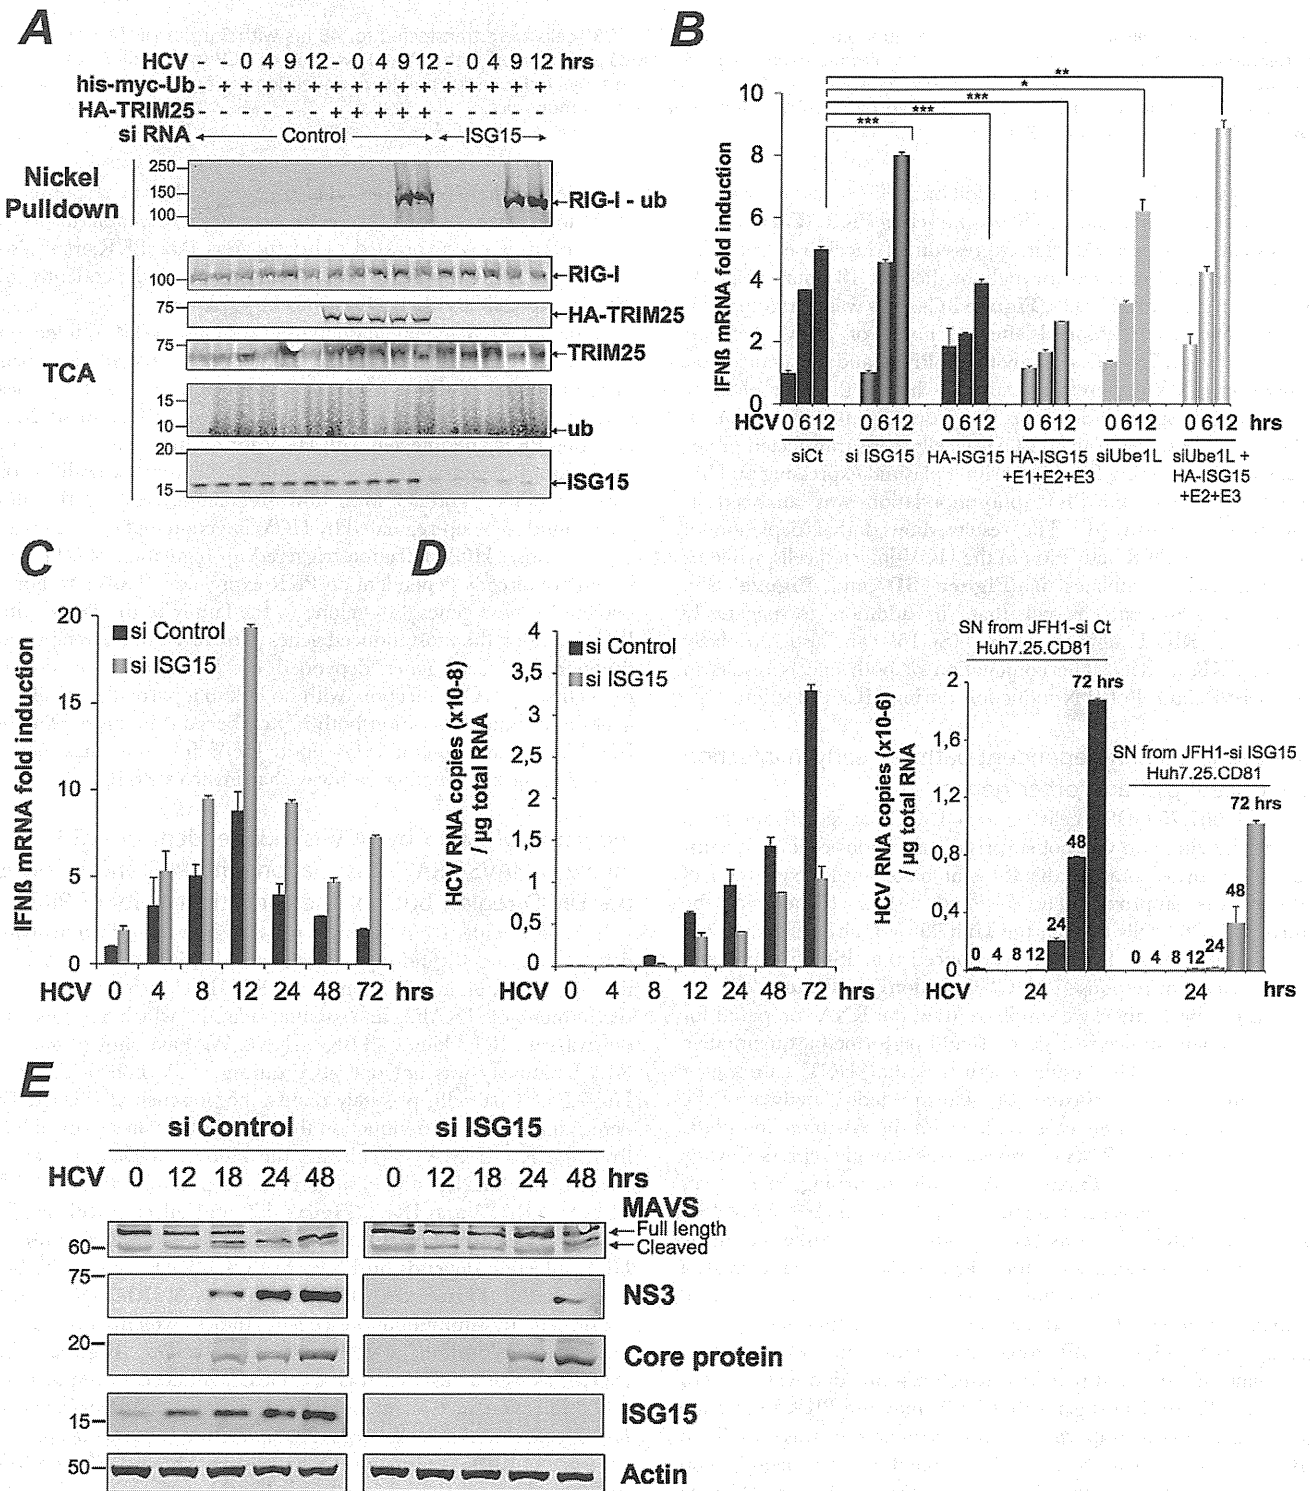 A
HCV - - 0 4 9 12 - 0 4 9 12 - 0 4 9 12 hrs
his-myc-Ub - + + + + + + + + + + + + + + +
HA-TRIM25 - - - - - - + + + + + - - - - -
si RNA Control ISG15
Nickel Pulldown
250
150
100
RIG-I - ub
TCA
100
RIG-I
75
HA-TRIM25
75
TRIM25
15
10
ub
20
15
ISG15
B
IFNß mRNA fold induction
10
8
6
4
2
0
**
*
***
***
***
HCV 0 6 12 0 6 12 0 6 12 0 6 12 0 6 12 0 6 12 hrs
siCt
si ISG15
HA-ISG15
HA-ISG15
+E1+E2+E3
siUbe1L
siUbe1L +
HA-ISG15
+E2+E3
C
IFNß mRNA fold induction
20
15
10
5
0
si Control
si ISG15
HCV 0 4 8 12 24 48 72 hrs
D
HCV RNA copies (x10-8)
/ µg total RNA
4
3,5
3
2,5
2
1,5
1
0,5
0
si Control
si ISG15
HCV 0 4 8 12 24 48 72 hrs
HCV RNA copies (x10-6)
/ µg total RNA
2
1,6
1,2
0,8
0,4
0
SN from JFH1-si Ct
Huh7.25.CD81
72 hrs
48
24
0 4 8 12
SN from JFH1-si ISG15
Huh7.25.CD81
72 hrs
48
24
0 4 8 12
HCV 24 24 hrs
E
si Control si ISG15
HCV 0 12 18 24 48 0 12 18 24 48 hrs
MAVS
60
Full length
Cleaved
75
NS3
20
Core protein
15
ISG15
50
Actin